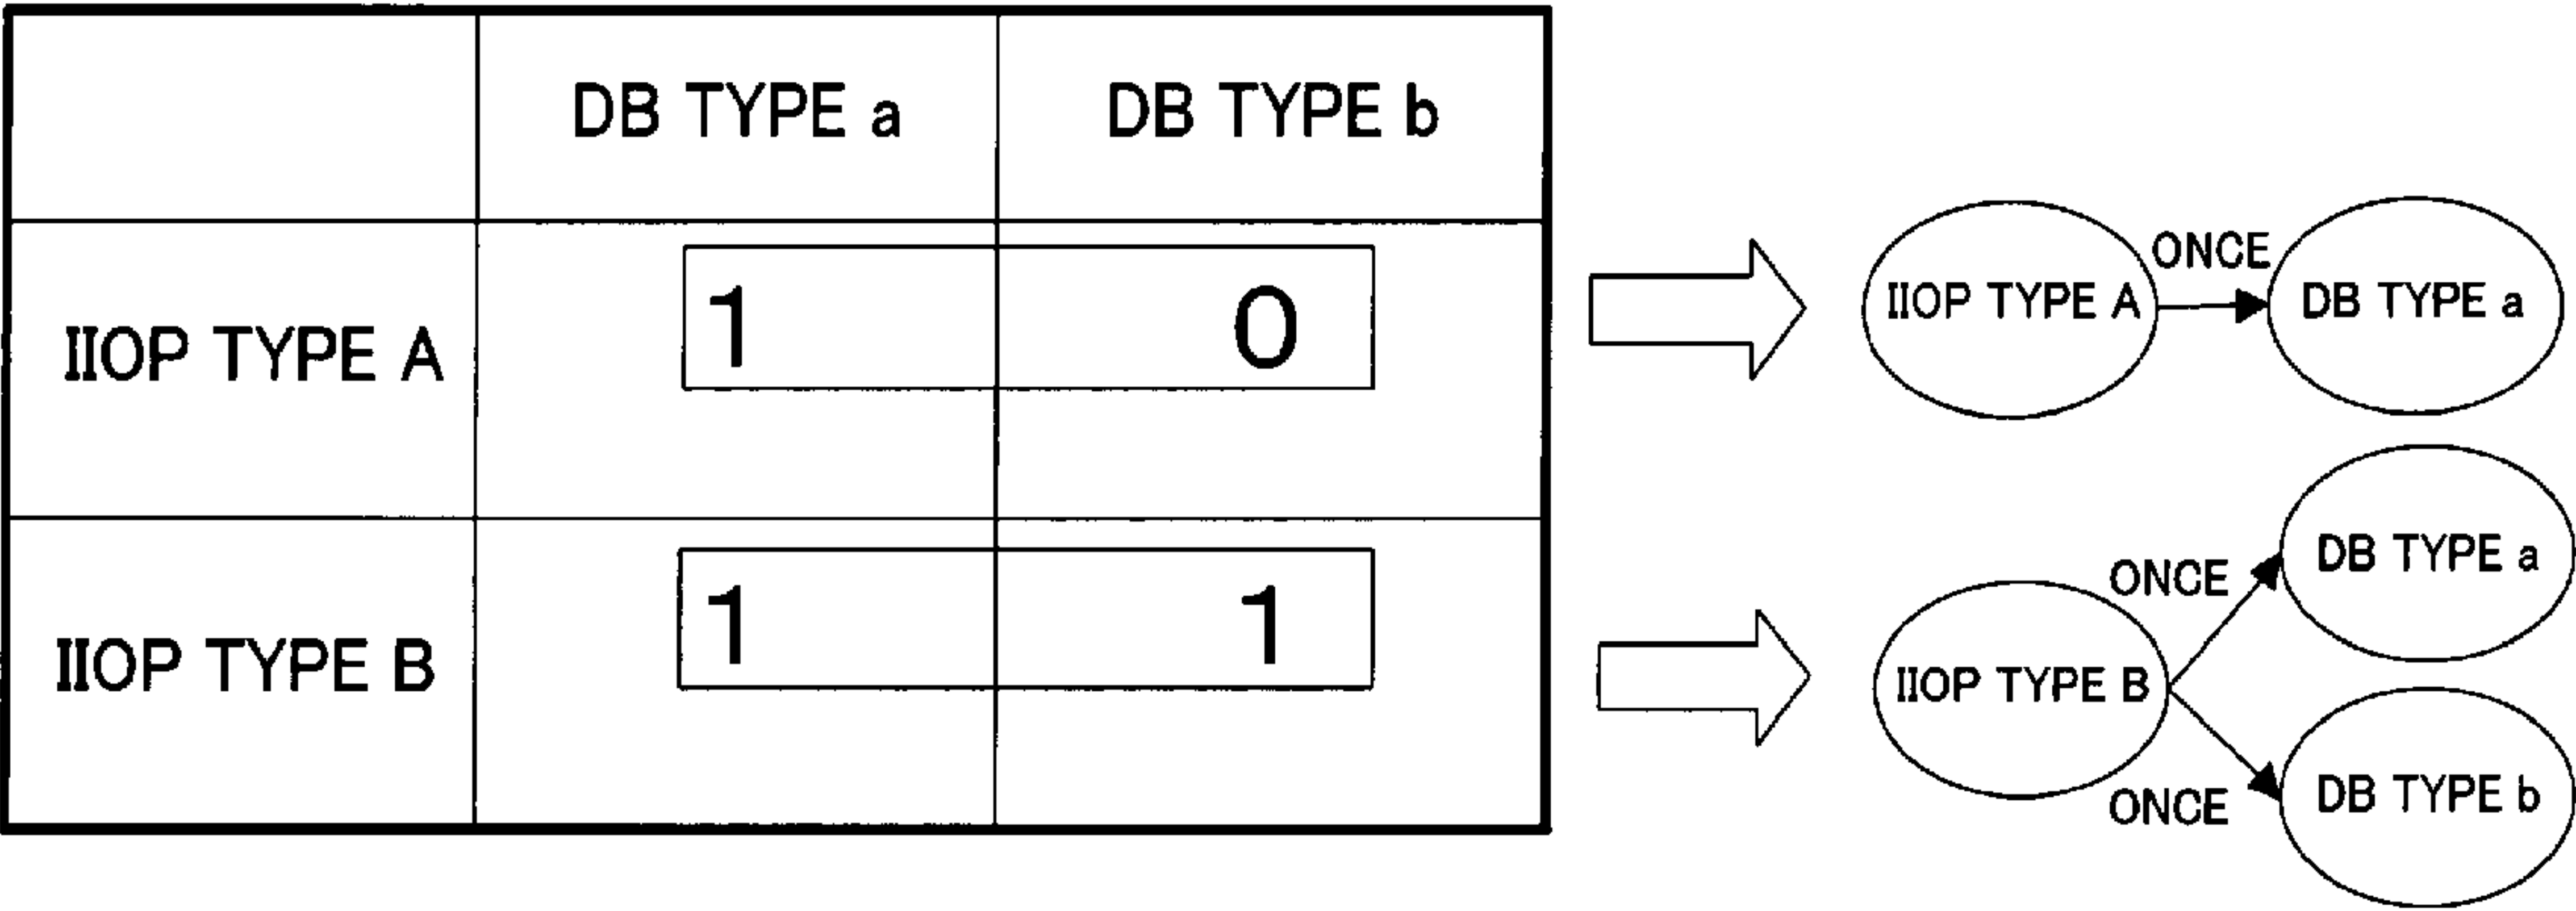 DB TYPE a DB TYPE b
IIOP TYPE A 1 0
IIOP TYPE B 1 1
IIOP TYPE A ONCE DB TYPE a
IIOP TYPE B ONCE DB TYPE a
ONCE DB TYPE b